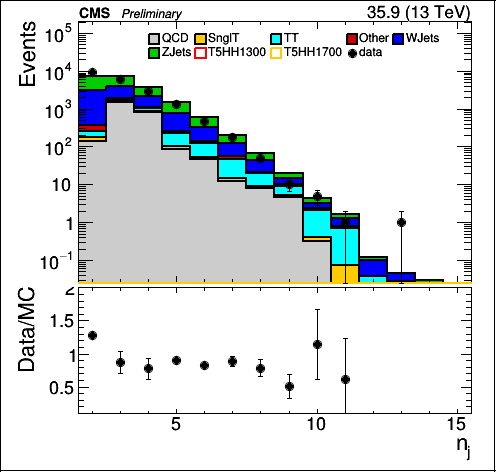 CMS Preliminary 35.9 (13 TeV)
QCD SnglT TT Other WJets
ZJets T5HH1300 T5HH1700 data
Events
10^5
10^4
10^3
10^2
10
1
10^-1
Data/MC
2
1.5
1
0.5
5 10 15
n_j